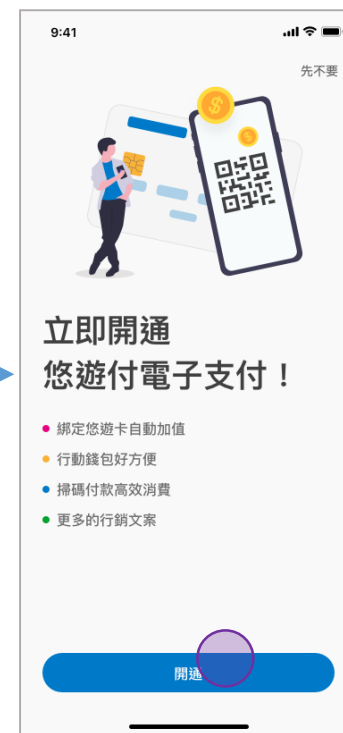 9:41
先不要
立即開通
悠遊付電子支付！
綁定悠遊卡自動加值
行動錢包好方便
掃碼付款高效消費
更多的行銷文案
開通